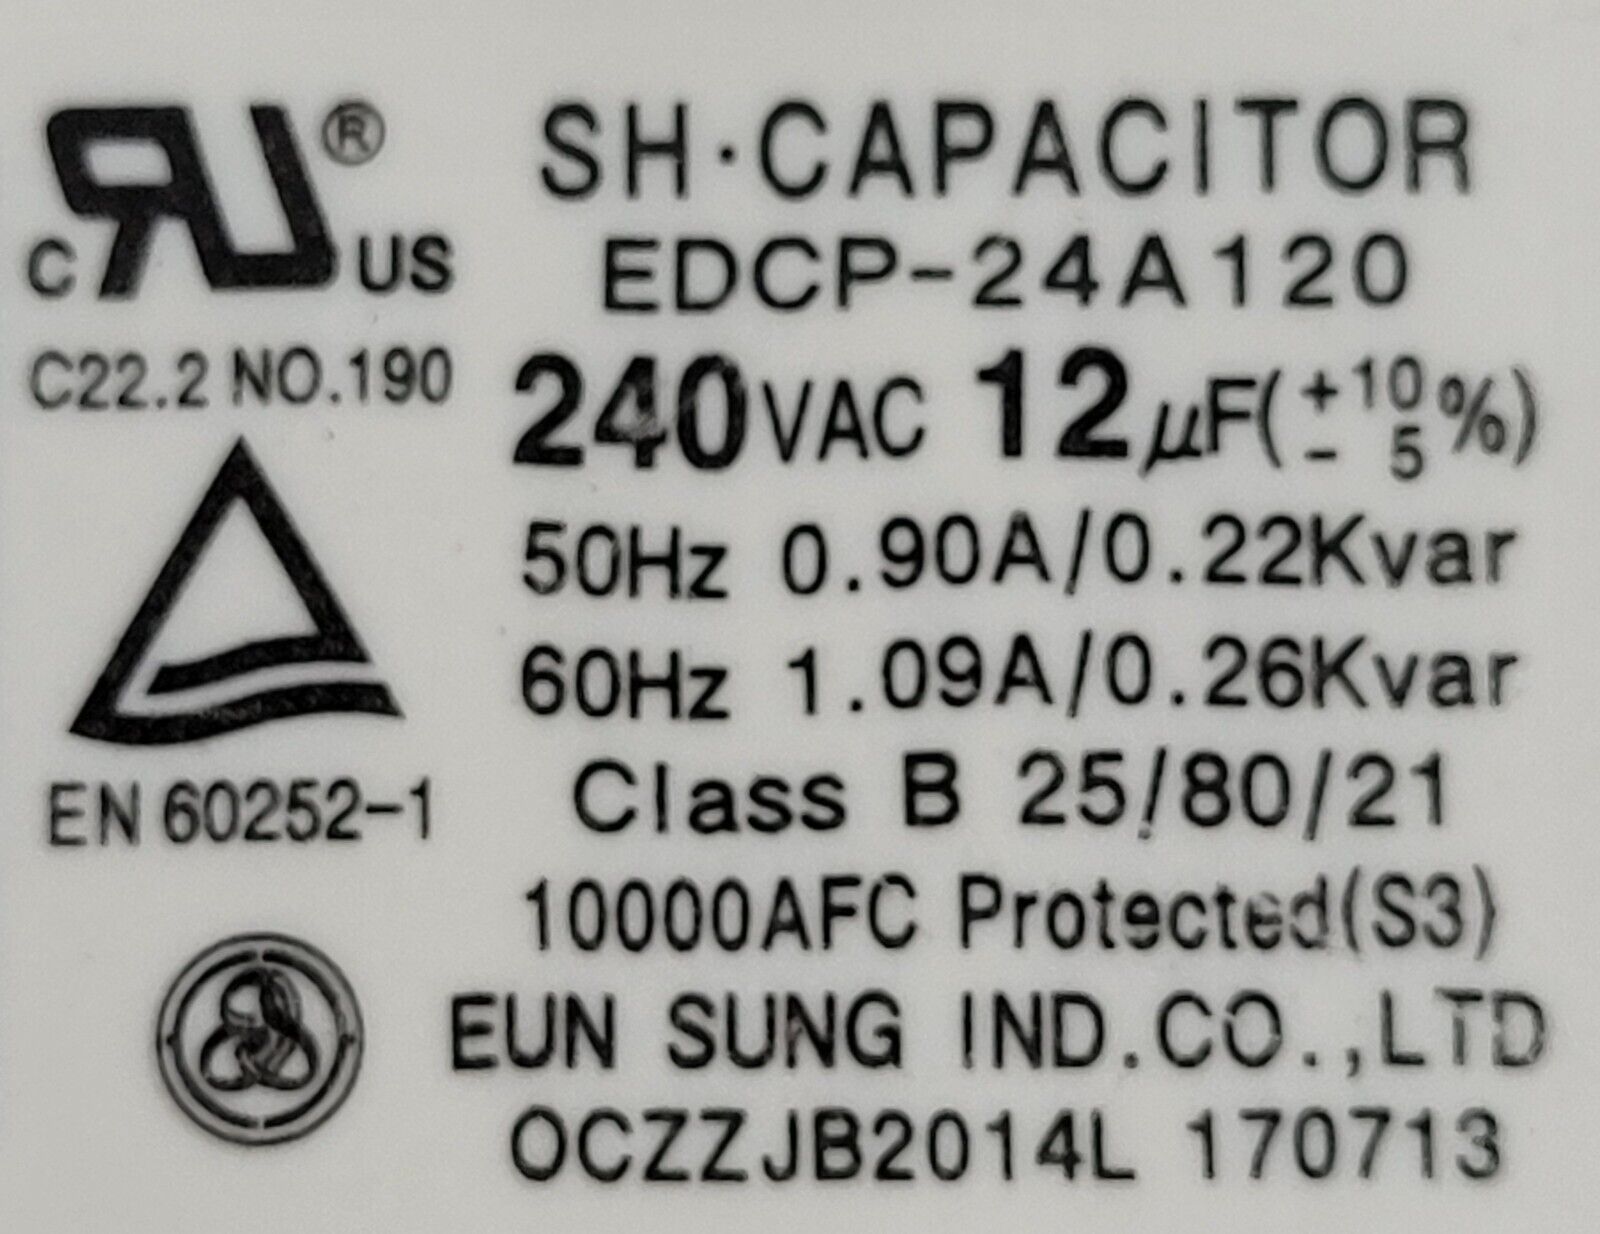 RU®
C US
C22.2 NO.190
EN 60252-1
SH·CAPACITOR
EDCP-24A120
240VAC 12μF(±10/5%)
50Hz 0.90A/0.22Kvar
60Hz 1.09A/0.26Kvar
Class B 25/80/21
10000AFC Protected(S3)
EUN SUNG IND.CO.,LTD
OCZZJB2014L 170713